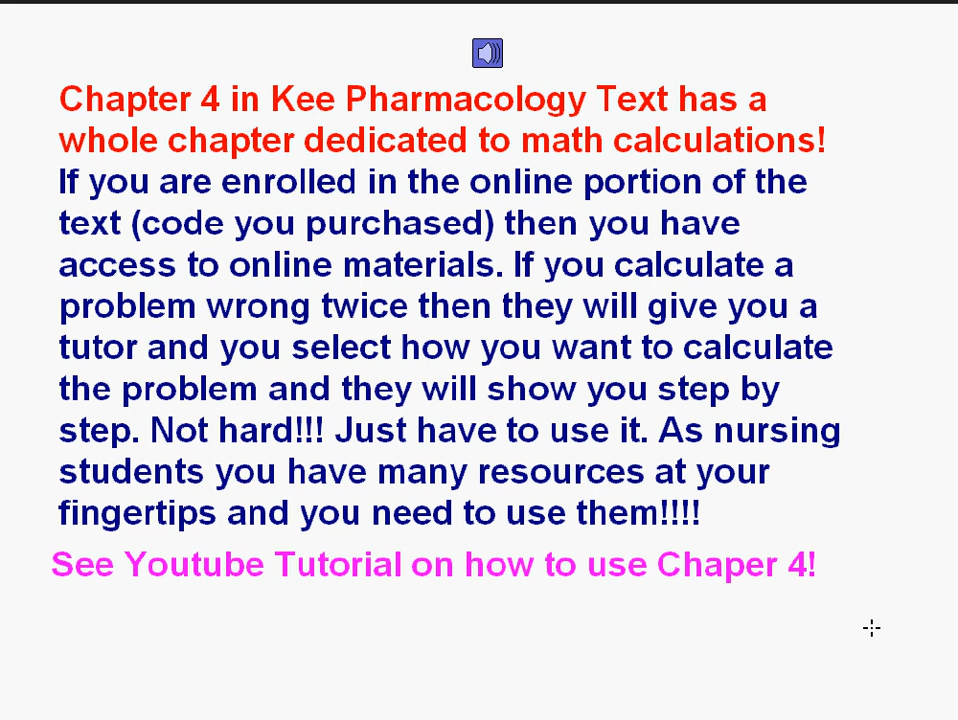 Chapter 4 in Kee Pharmacology Text has a
whole chapter dedicated to math calculations!
If you are enrolled in the online portion of the
text (code you purchased) then you have
access to online materials. If you calculate a
problem wrong twice then they will give you a
tutor and you select how you want to calculate
the problem and they will show you step by
step. Not hard!!! Just have to use it. As nursing
students you have many resources at your
fingertips and you need to use them!!!!
See Youtube Tutorial on how to use Chaper 4!